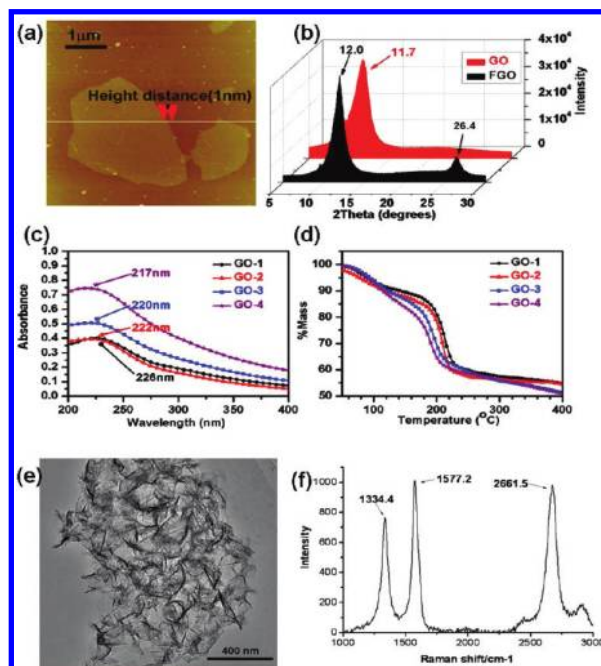 (a)
1μm
Height distance(1nm)
(b)
12.0
11.7
GO
FGO
26.4
4x10⁴
3x10⁴
2x10⁴
1x10⁴
0
Intensity
5 10 15 20 25 30
2Theta (degrees)
(c)
1.0
0.9
0.8
0.7
0.6
0.5
0.4
0.3
0.2
0.1
0.0
Absorbance
217nm
220nm
222nm
226nm
GO-1
GO-2
GO-3
GO-4
200 250 300 350 400
Wavelength (nm)
(d)
100
90
80
70
60
50
%Mass
GO-1
GO-2
GO-3
GO-4
100 200 300 400
Temperature (°C)
(e)
400 nm
(f)
1334.4
1577.2
2661.5
1000
800
600
400
200
0
Intensity
1000 1500 2000 2500 3000
Raman shift/cm-1